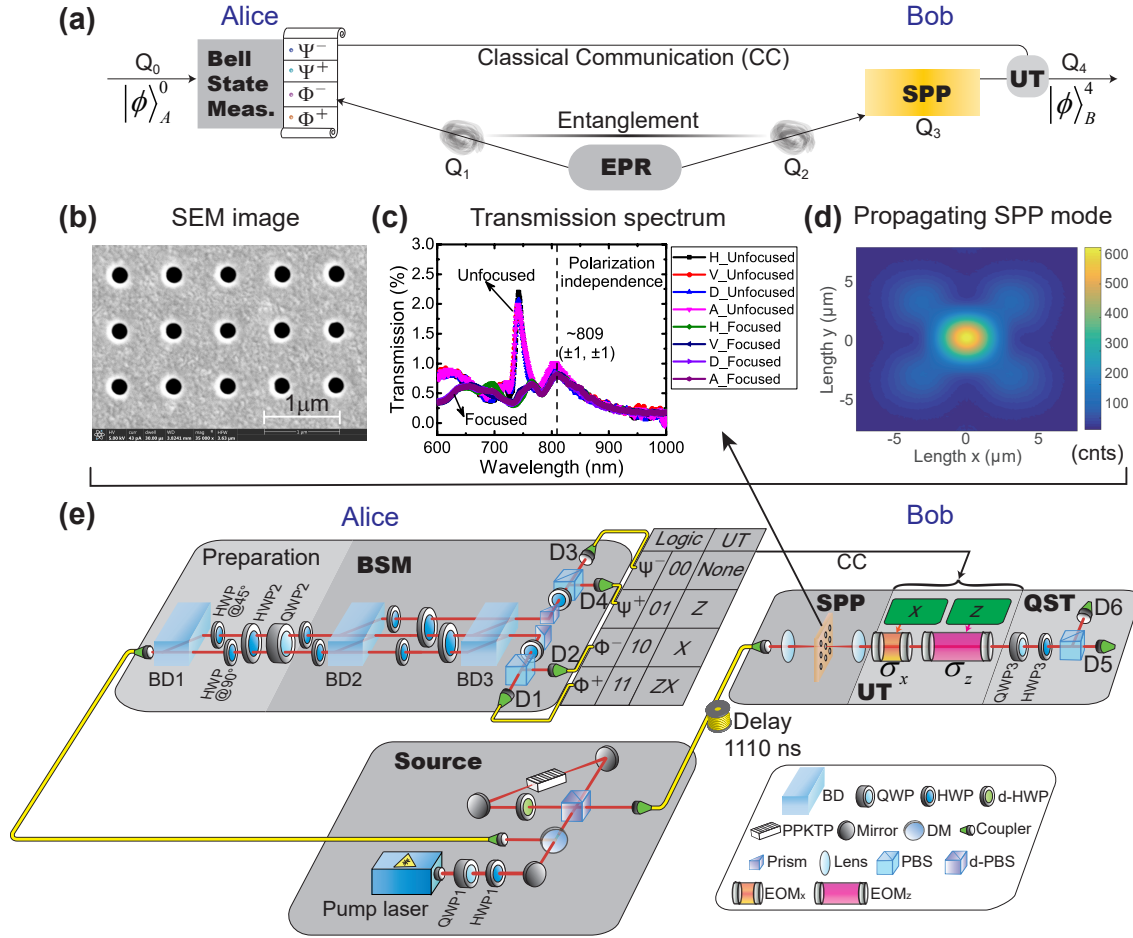 Alice
Bob
(a)
Q0
|ϕ⟩A0
Bell
State
Meas.
Ψ−
Ψ+
Φ−
Φ+
Classical Communication (CC)
Entanglement
EPR
Q1
Q2
SPP
Q3
UT
Q4
|ϕ⟩B4
(b)
SEM image
1μm
(c)
Transmission spectrum
Transmission (%)
3.0
2.5
2.0
1.5
1.0
0.5
0.0
600
700
800
900
1000
Wavelength (nm)
Unfocused
Focused
Polarization
independence
~809
(±1, ±1)
H_Unfocused
V_Unfocused
D_Unfocused
A_Unfocused
H_Focused
V_Focused
D_Focused
A_Focused
(d)
Propagating SPP mode
Length y (μm)
5
0
-5
-5
0
5
Length x (μm)
600
500
400
300
200
100
(cnts)
(e)
Alice
Bob
Preparation
BSM
BD1
HWP
@45°
HWP
@90°
HWP2
QWP2
BD2
BD3
D3
D4
D2
D1
Logic
UT
Ψ−
00
None
Ψ+
01
Z
Φ−
10
X
Φ+
11
ZX
CC
SPP
X
Z
QST
D6
D5
σx
σz
UT
QWP3
HWP3
Delay
1110 ns
Source
Pump laser
QWP1
HWP1
BD
QWP
HWP
d-HWP
PPKTP
Mirror
DM
Coupler
Prism
Lens
PBS
d-PBS
EOMx
EOMz